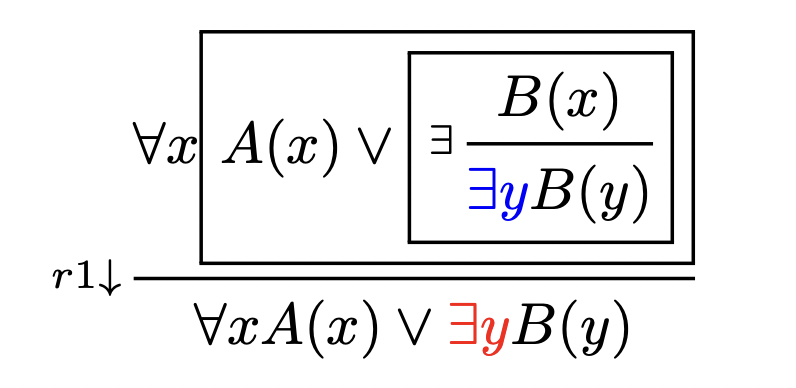 B(x)
∀x A(x) ∨ ∃
∃yB(y)
r1↓
∀xA(x) ∨ ∃yB(y)